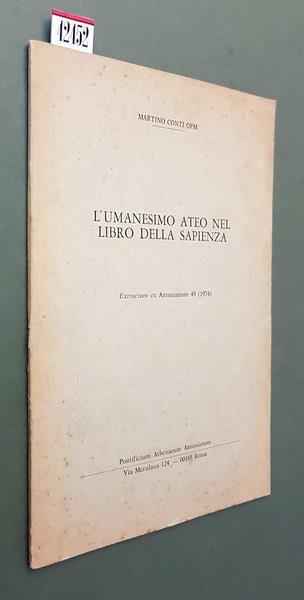 42452
MARTINO CONTI OFM
L'UMANESIMO ATEO NEL
LIBRO DELLA SAPIENZA
Extractum ex Antonianum 49 (1974)
Pontificium Athenaeum Antonianum
Via Merulana 124 — 00185 Roma